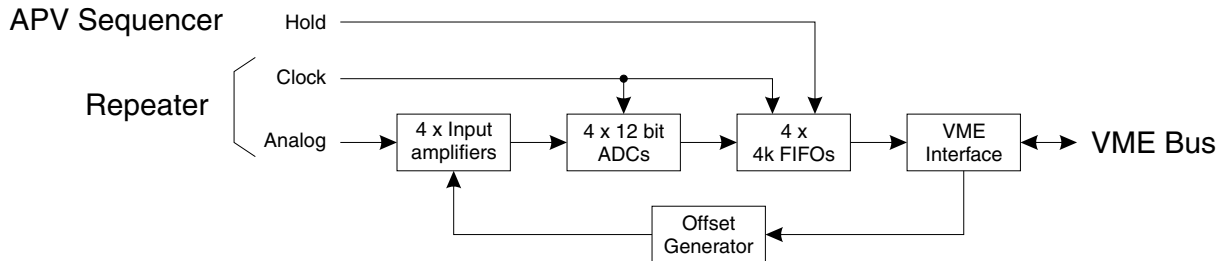 APV Sequencer
Hold
Clock
Repeater
Analog
4 x Input
amplifiers
4 x 12 bit
ADCs
4 x
4k FIFOs
VME
Interface
VME Bus
Offset
Generator